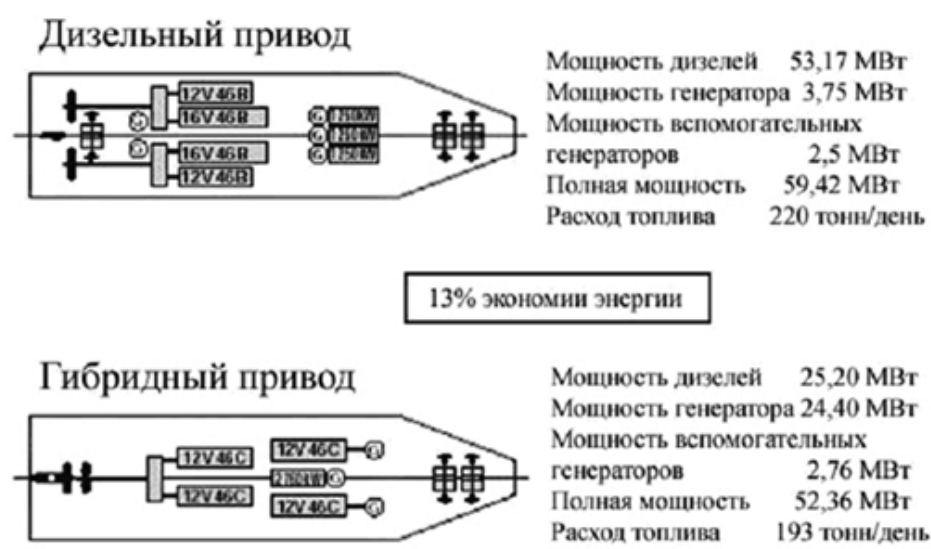 Дизельный привод
12V46B
16V46B
16V46B
12V46B
G
G
G
G
G
Мощность дизелей 53,17 МВт
Мощность генератора 3,75 МВт
Мощность вспомогательных
генераторов 2,5 МВт
Полная мощность 59,42 МВт
Расход топлива 220 тонн/день
13% экономии энергии
Гибридный привод
12V46C
12V46C
12V46C
G
G
12V46C
G
Мощность дизелей 25,20 МВт
Мощность генератора 24,40 МВт
Мощность вспомогательных
генераторов 2,76 МВт
Полная мощность 52,36 МВт
Расход топлива 193 тонн/день